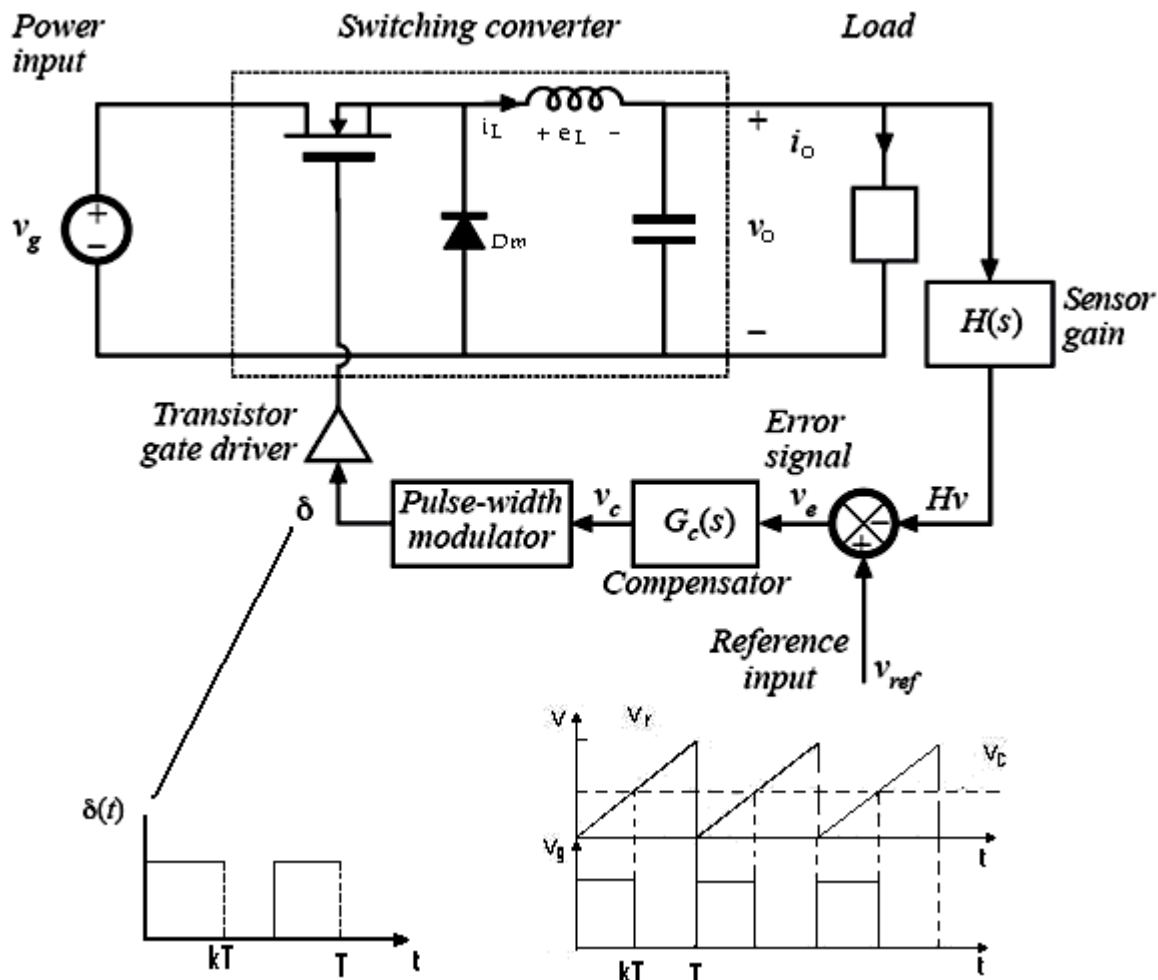 Power
input
Switching converter
Load
i_L
+ e_L -
+
i_o
v_g
+
-
Dm
v_o
H(s)
Sensor
gain
-
Transistor
gate driver
Error
signal
δ
Pulse-width
modulator
v_c
G_c(s)
v_e
-
+
Hv
Compensator
Reference
input
v_ref
V
V_r
V_c
t
δ(t)
V_g
kT
T
t
kT
T
t